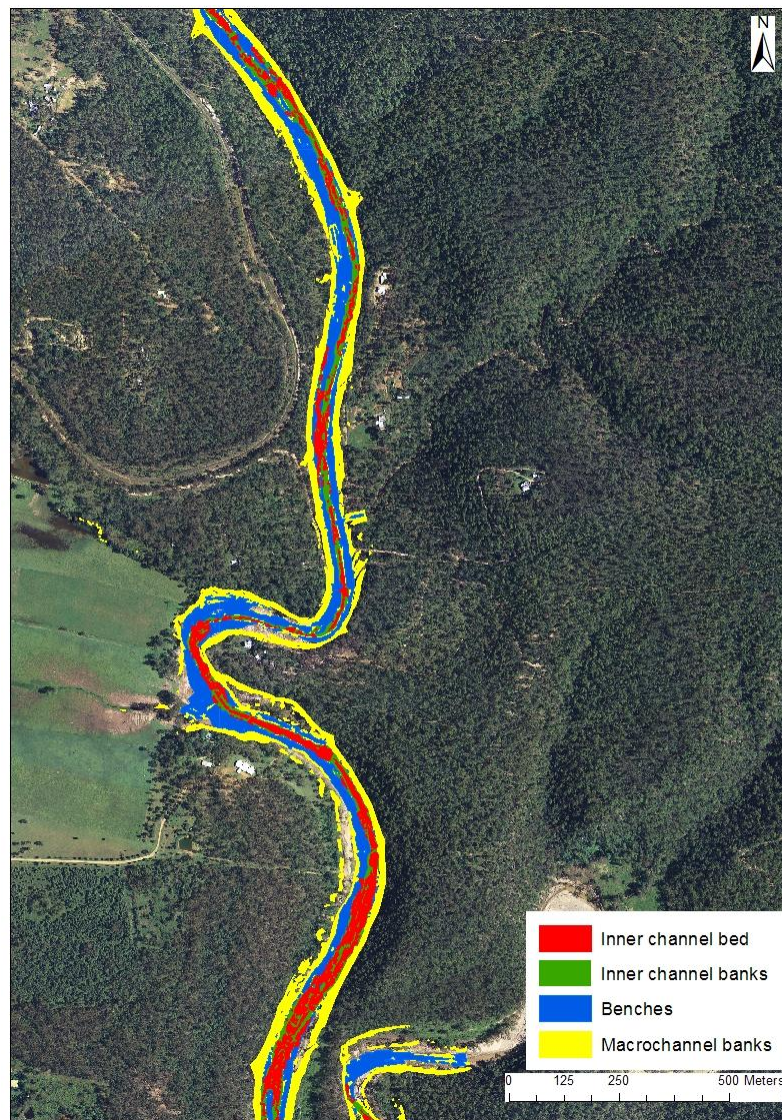 N
Inner channel bed
Inner channel banks
Benches
Macrochannel banks
0 125 250 500 Meters